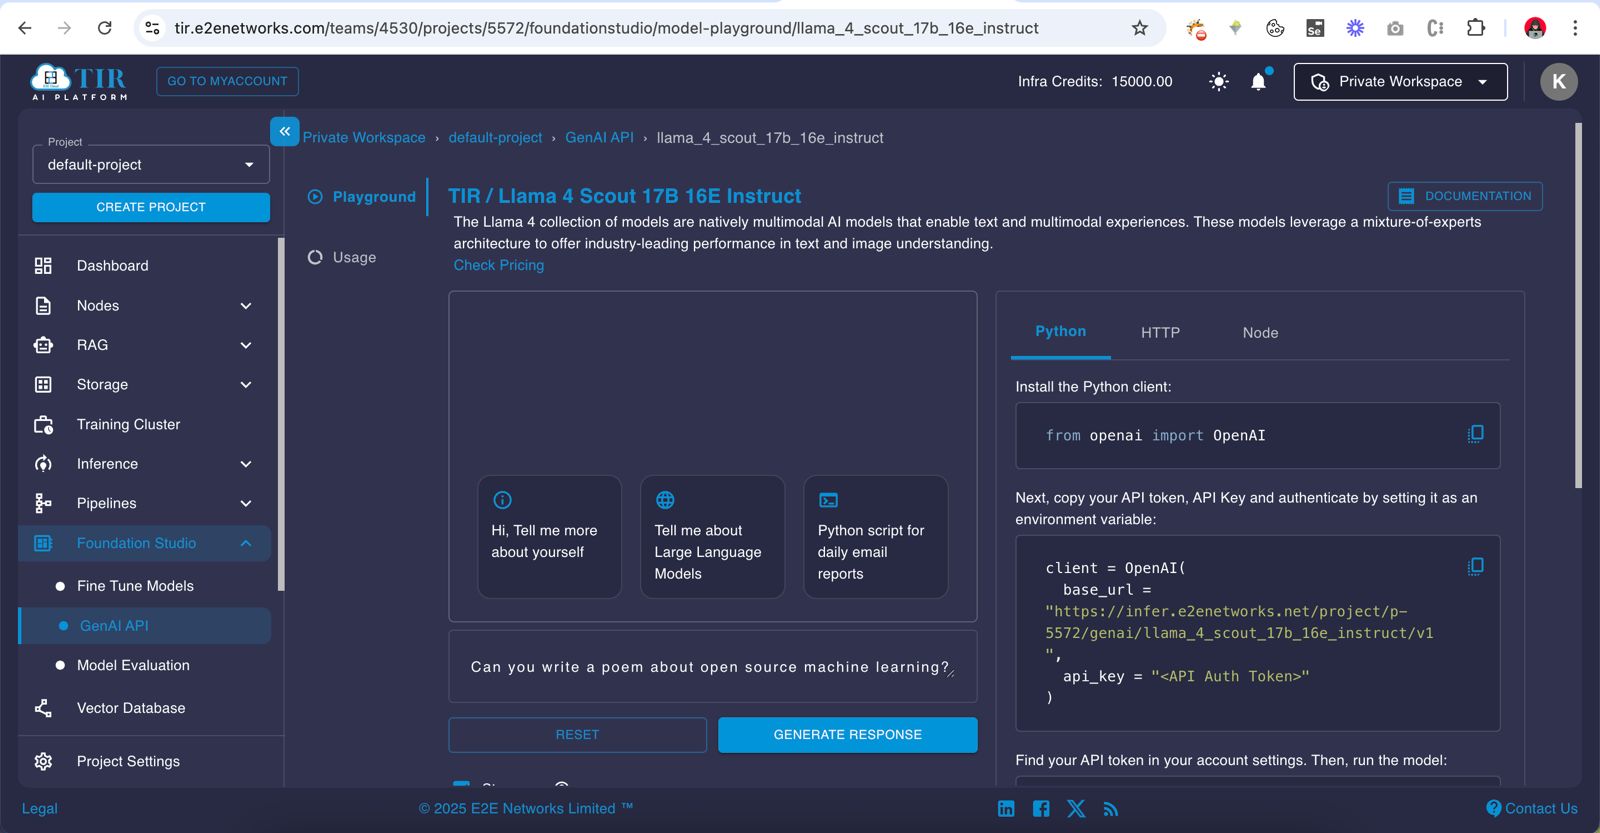 tir.e2enetworks.com/teams/4530/projects/5572/foundationstudio/model-playground/llama_4_scout_17b_16e_instruct
TIR
AI PLATFORM
GO TO MYACCOUNT
Infra Credits: 15000.00
Private Workspace
K
Project
default-project
CREATE PROJECT
Dashboard
Nodes
RAG
Storage
Training Cluster
Inference
Pipelines
Foundation Studio
Fine Tune Models
GenAI API
Model Evaluation
Vector Database
Project Settings
Private Workspace › default-project › GenAI API › llama_4_scout_17b_16e_instruct
Playground
Usage
TIR / Llama 4 Scout 17B 16E Instruct
DOCUMENTATION
The Llama 4 collection of models are natively multimodal AI models that enable text and multimodal experiences. These models leverage a mixture-of-experts
architecture to offer industry-leading performance in text and image understanding.
Check Pricing
Hi, Tell me more
about yourself
Tell me about
Large Language
Models
Python script for
daily email
reports
Can you write a poem about open source machine learning?
RESET
GENERATE RESPONSE
Python
HTTP
Node
Install the Python client:
from openai import OpenAI
Next, copy your API token, API Key and authenticate by setting it as an
environment variable:
client = OpenAI(
base_url =
"https://infer.e2enetworks.net/project/p-
5572/genai/llama_4_scout_17b_16e_instruct/v1
",
api_key = "<API Auth Token>"
)
Find your API token in your account settings. Then, run the model:
Legal
© 2025 E2E Networks Limited ™
Contact Us